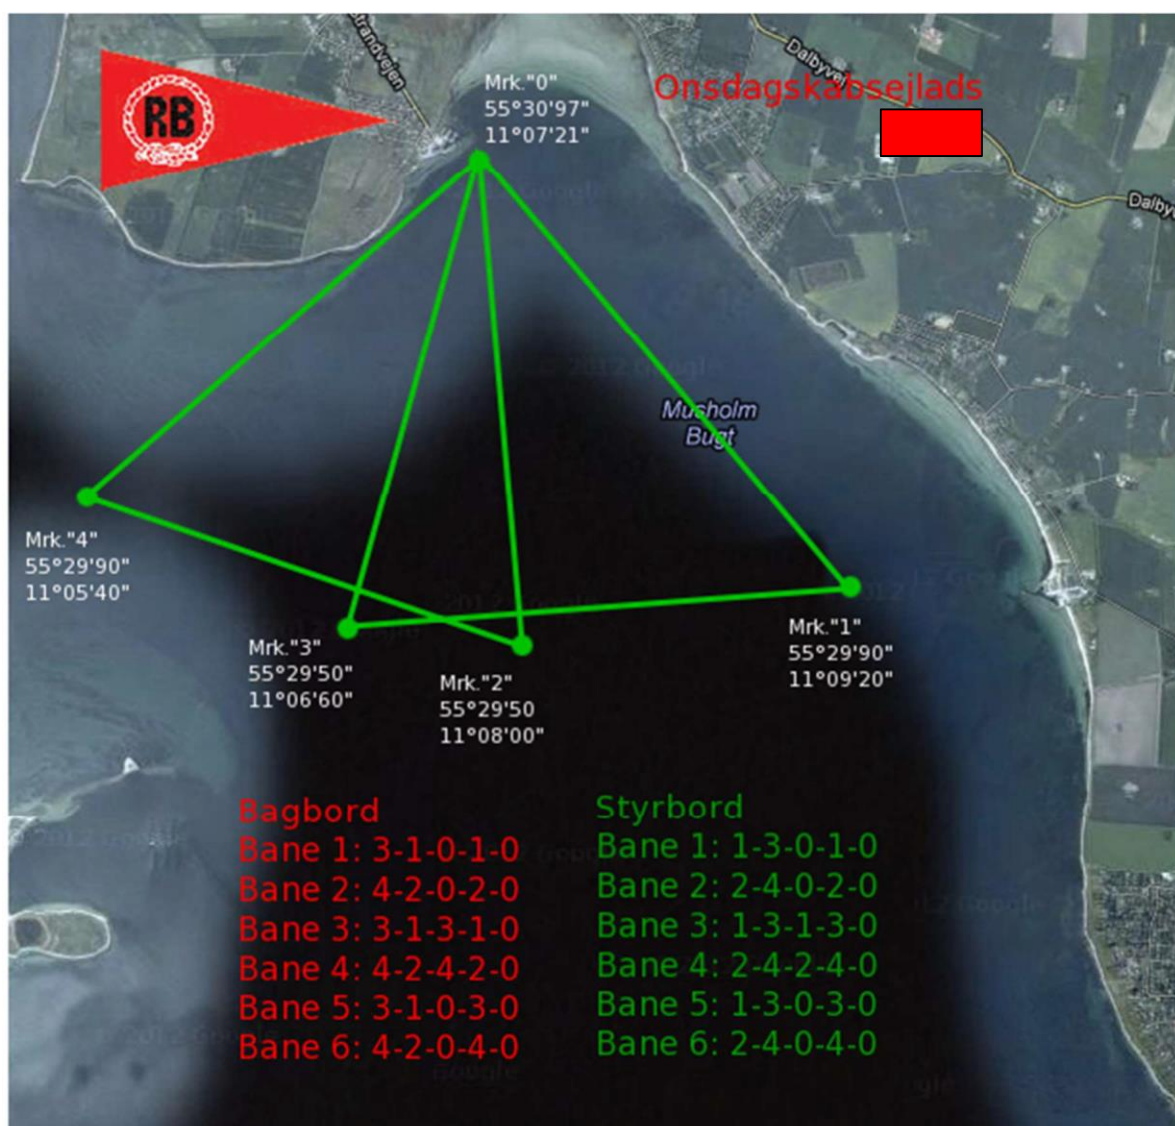 Strandvejen
Dalbyvej
RB
Onsdagskabsejlads
Mrk."0"
55°30'97"
11°07'21"
Dalby
Musholm
Bugt
Mrk."4"
55°29'90"
11°05'40"
Mrk."3"
55°29'50"
11°06'60"
Mrk."2"
55°29'50
11°08'00"
Mrk."1"
55°29'90"
11°09'20"
Bagbord
Bane 1: 3-1-0-1-0
Bane 2: 4-2-0-2-0
Bane 3: 3-1-3-1-0
Bane 4: 4-2-4-2-0
Bane 5: 3-1-0-3-0
Bane 6: 4-2-0-4-0
Styrbord
Bane 1: 1-3-0-1-0
Bane 2: 2-4-0-2-0
Bane 3: 1-3-1-3-0
Bane 4: 2-4-2-4-0
Bane 5: 1-3-0-3-0
Bane 6: 2-4-0-4-0